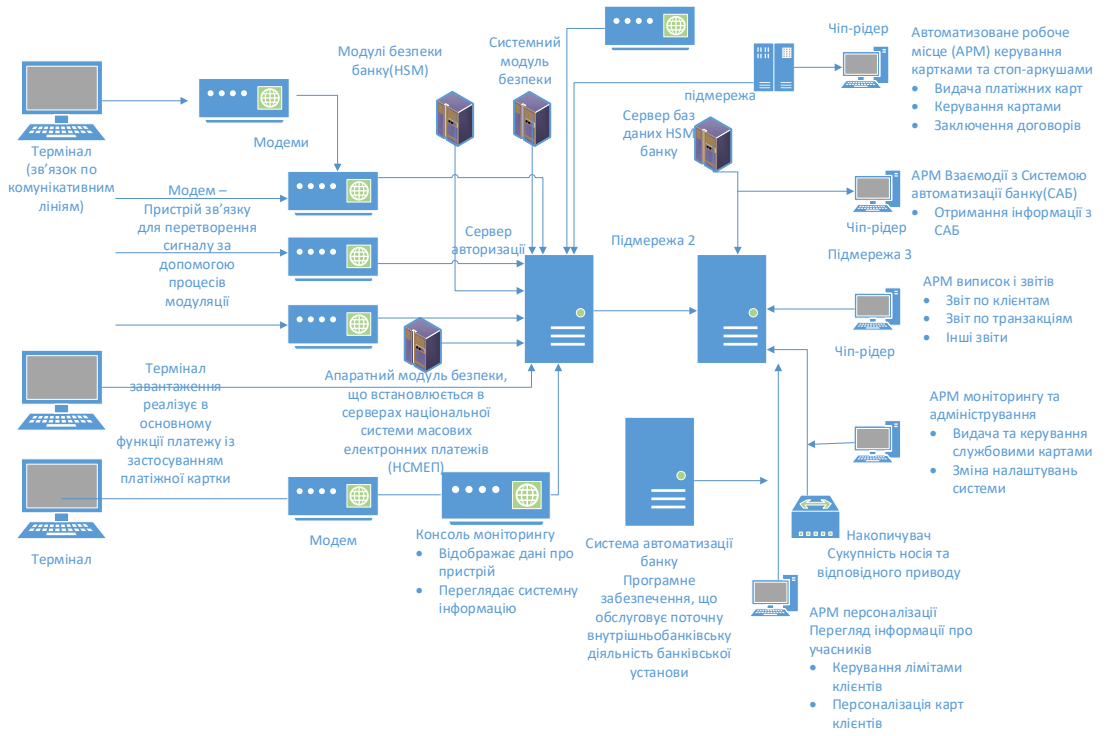 Модулі безпеки
банку(HSM)
Системний
модуль
безпеки
Чіп-рідер
Автоматизоване робоче
місце (АРМ) керування
картками та стоп-аркушами
• Видача платіжних карт
• Керування картами
• Заключення договорів
підмережа
Сервер баз
даних HSM
банку
Модеми
Термінал
(зв’язок по
комунікативним
лініям)
Модем –
Пристрій зв’язку
для перетворення
сигналу за
допомогою
процесів
модуляції
АРМ Взаємодії з Системою
автоматизації банку(САБ)
• Отримання інформації з
САБ
Чіп-рідер
Сервер
авторизації
Підмережа 2
Підмережа 3
АРМ виписок і звітів
• Звіт по клієнтам
• Звіт по транзакціям
• Інші звіти
Чіп-рідер
Термінал
завантаження
реалізує в
основному
функції платежу із
застосуванням
платіжної картки
Апаратний модуль безпеки,
що встановлюється в
серверах національної
системи масових
електронних платежів
(НСМЕП)
АРМ моніторингу та
адміністрування
• Видача та керування
службовими картами
• Зміна налаштувань
системи
Термінал
Модем
Консоль моніторингу
• Відображає дані про
пристрій
• Переглядає системну
інформацію
Система автоматизації
банку
Програмне
забезпечення, що
обслуговує поточну
внутрішньобанківську
діяльність банківської
установи
Накопичувач
Сукупність носія та
відповідного приводу
АРМ персоналізації
Перегляд інформації про
учасників
• Керування лімітами
клієнтів
• Персоналізація карт
клієнтів